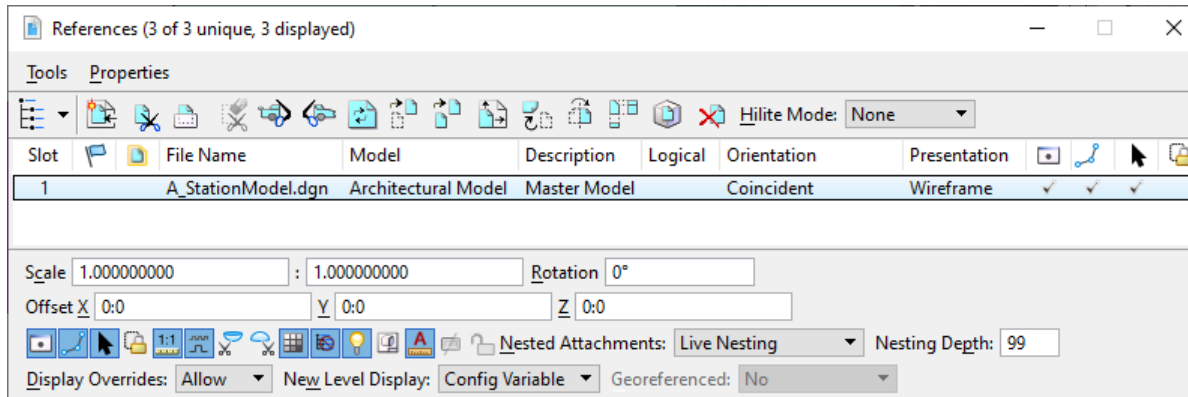 References (3 of 3 unique, 3 displayed)
Tools Properties
Hilite Mode: None
Slot File Name Model Description Logical Orientation Presentation
1 A_StationModel.dgn Architectural Model Master Model Coincident Wireframe
Scale 1.000000000 : 1.000000000 Rotation 0°
Offset X 0:0 Y 0:0 Z 0:0
1:1 A Nested Attachments: Live Nesting Nesting Depth: 99
Display Overrides: Allow New Level Display: Config Variable Georeferenced: No